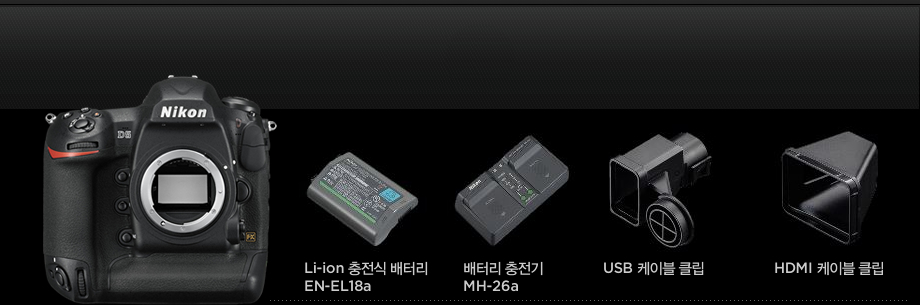 Nikon
D5
Li-ion 충전식 배터리
EN-EL18a
배터리 충전기
MH-26a
USB 케이블 클립
HDMI 케이블 클립